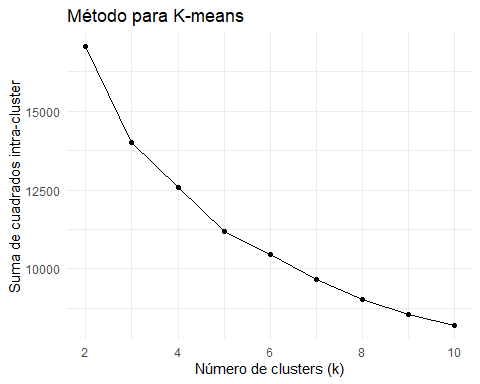 Método para K-means
Suma de cuadrados intra-cluster
15000
12500
10000
2 4 6 8 10
Número de clusters (k)